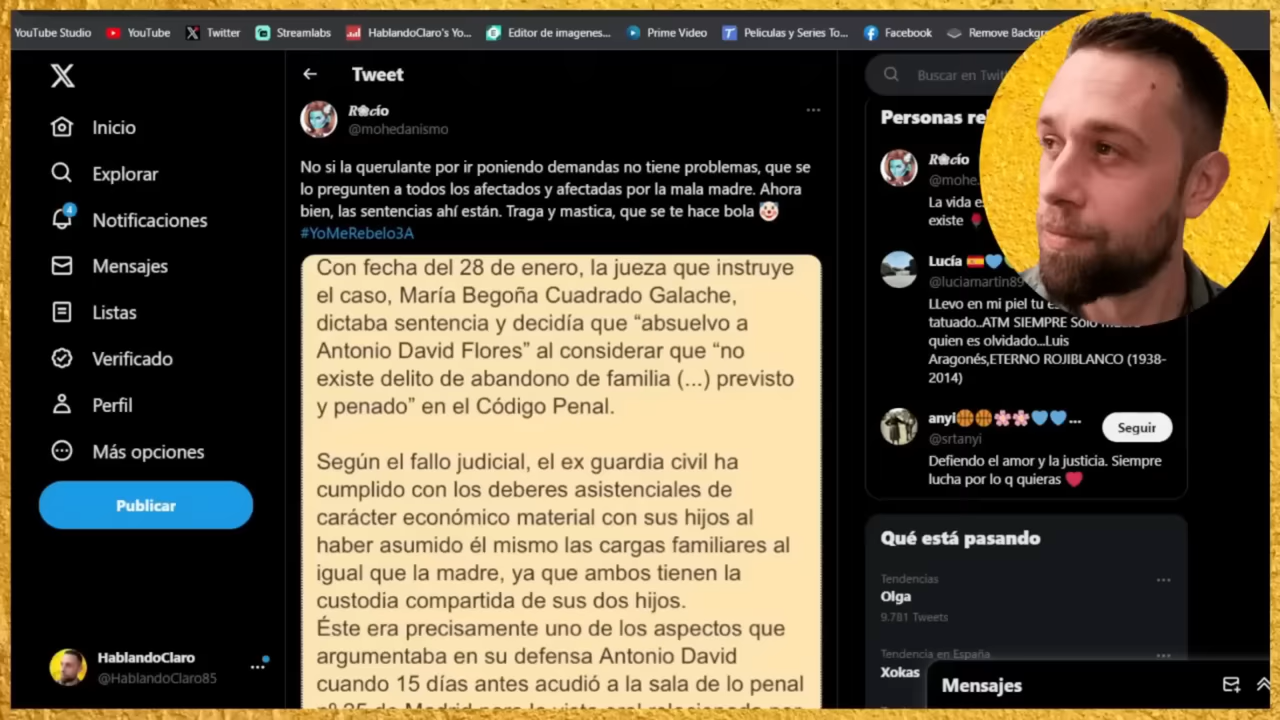 YouTube Studio
YouTube
Twitter
Streamlabs
HablandoClaro's Yo...
Editor de imagenes...
Prime Video
Peliculas y Series To...
Facebook
Remove
Inicio
Explorar
4
Notificaciones
Mensajes
Listas
Verificado
Perfil
Más opciones
Publicar
HablandoClaro
@HablandoClaro85
Tweet
@mohedanismo
No si la querulante por ir poniendo demandas no tiene problemas, que se
lo pregunten a todos los afectados y afectadas por la mala madre. Ahora
bien, las sentencias ahí están. Traga y mastica, que se te hace bola 🤡
#YoMeRebelo3A
Con fecha del 28 de enero, la jueza que instruye
el caso, María Begoña Cuadrado Galache,
dictaba sentencia y decidía que “absuelvo a
Antonio David Flores” al considerar que “no
existe delito de abandono de familia (...) previsto
y penado” en el Código Penal.
Según el fallo judicial, el ex guardia civil ha
cumplido con los deberes asistenciales de
carácter económico material con sus hijos al
haber asumido él mismo las cargas familiares al
igual que la madre, ya que ambos tienen la
custodia compartida de sus dos hijos.
Éste era precisamente uno de los aspectos que
argumentaba en su defensa Antonio David
cuando 15 días antes acudió a la sala de lo penal
Buscar en
Personas
La vida
existe 🌹
Lucía 🇪🇸💙
@luciamartin89
LLevo en mi piel tu
tatuado..ATM SIEMPRE Sólo
quien es olvidado...Luis
Aragonés,ETERNO ROJIBLANCO (1938-
2014)
anyi🏀🏀🌸🌸💙💙...
@srtanyi
Seguir
Defiendo el amor y la justicia. Siempre
lucha por lo q quieras ❤️
Qué está pasando
Tendencias
Olga
9.781 Tweets
Tendencia en España
Xokas
Mensajes